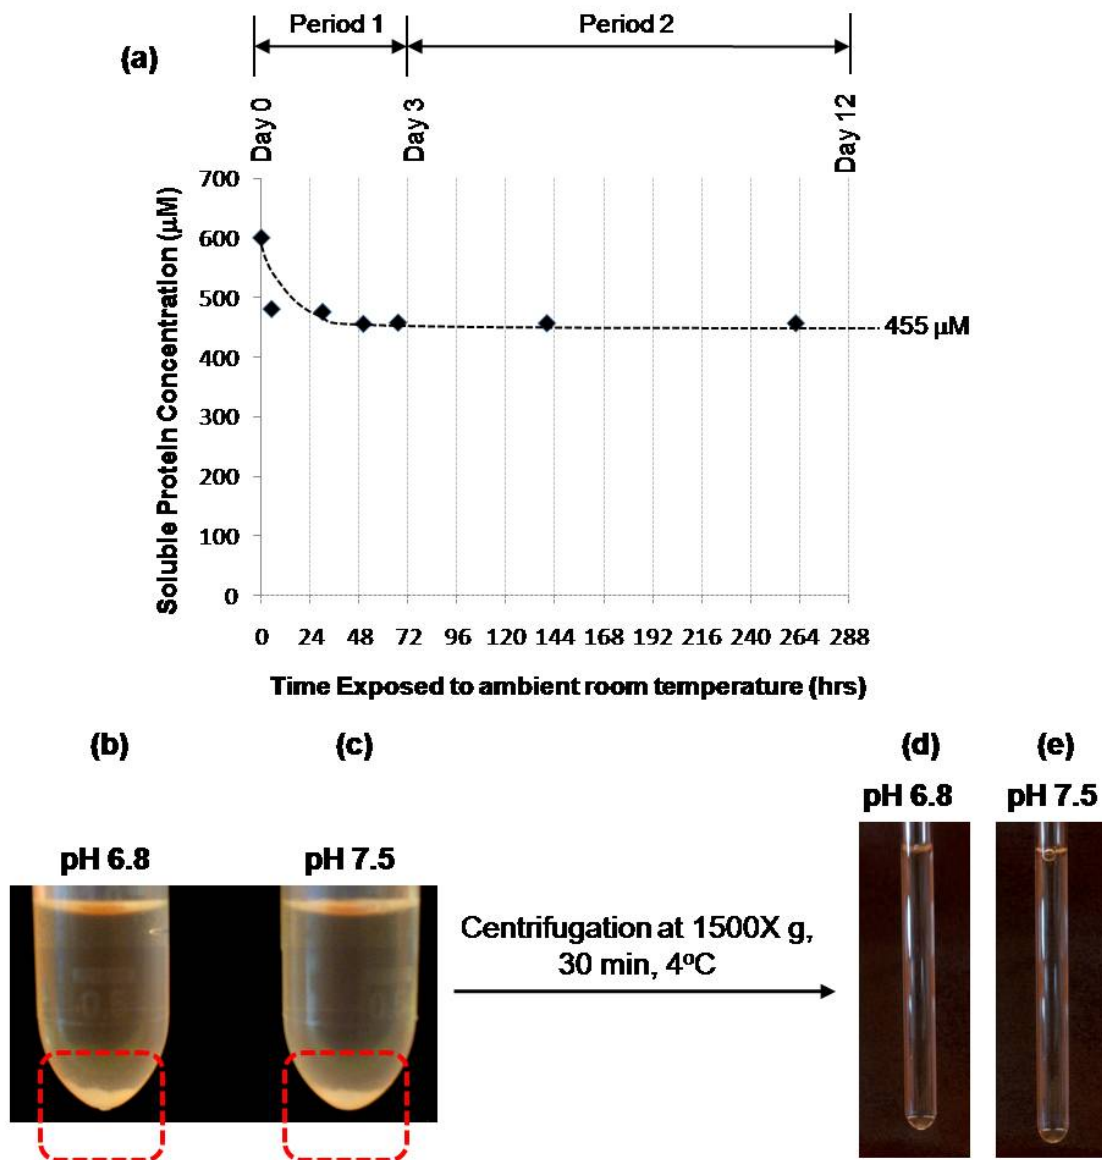 Period 1
Period 2
(a)
Day 0
Day 3
Day 12
Soluble Protein Concentration (µM)
700
600
500
400
300
200
100
0
455 µM
0 24 48 72 96 120 144 168 192 216 240 264 288
Time Exposed to ambient room temperature (hrs)
(b) (c) (d) (e)
pH 6.8 pH 7.5 pH 6.8 pH 7.5
Centrifugation at 1500X g,
30 min, 4ºC